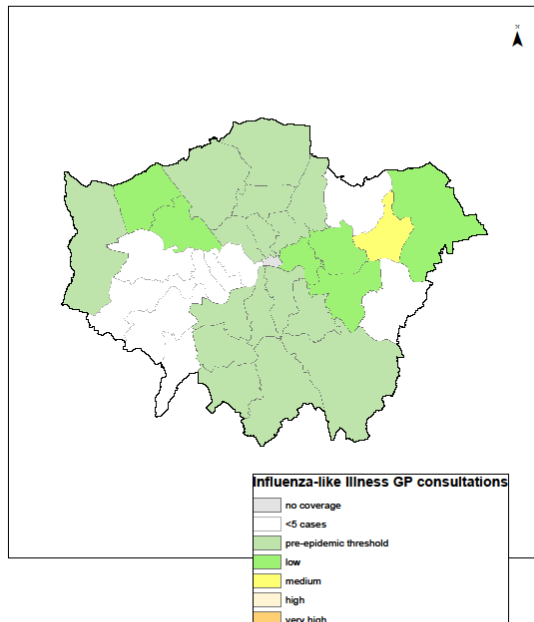 N
Influenza-like Illness GP consultations
no coverage
<5 cases
pre-epidemic threshold
low
medium
high
very high